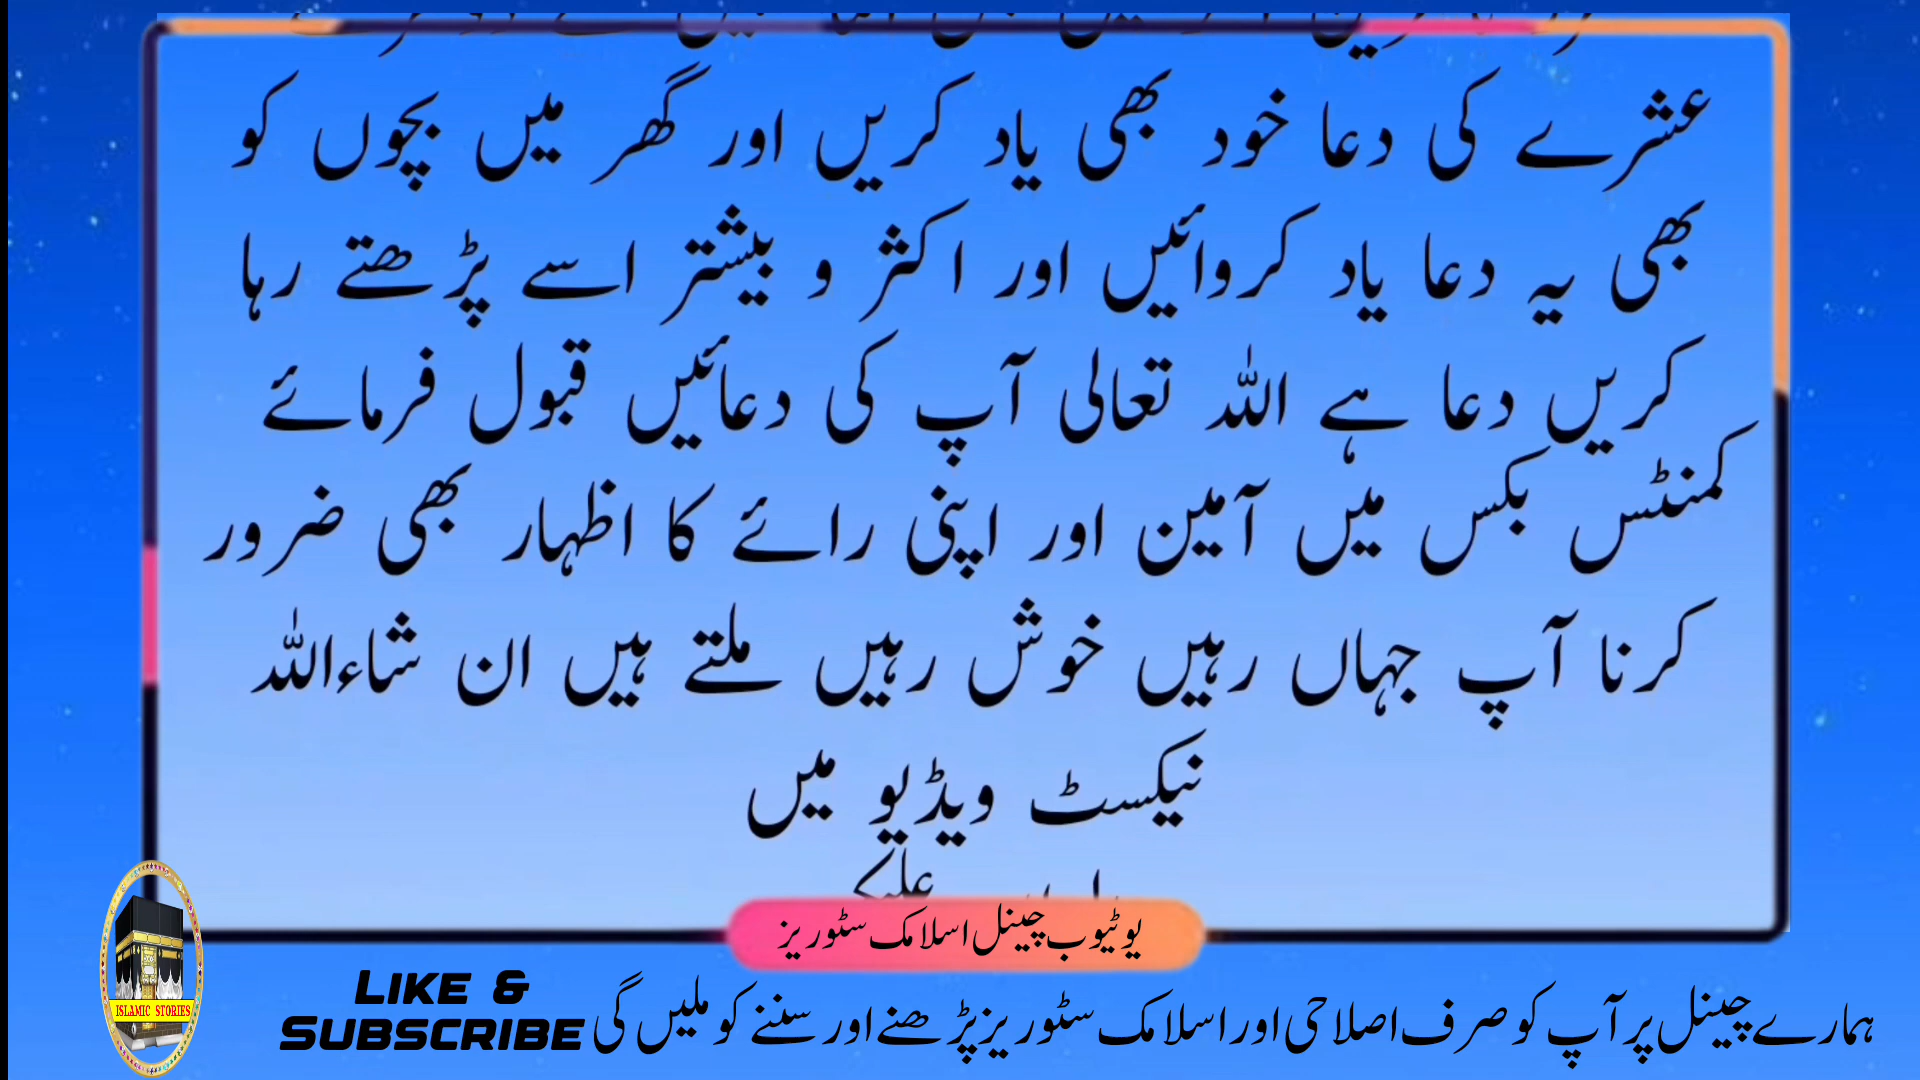 عشرے کی دعا خود بھی یاد کریں اور گھر میں بچوں کو
بھی یہ دعا یاد کروائیں اور اکثر و بیشتر اسے پڑھتے رہا
کریں دعا ہے اللہ تعالی آپ کی دعائیں قبول فرمائے
کمنٹس بکس میں آمین اور اپنی رائے کا اظہار بھی ضرور
کرنا آپ جہاں رہیں خوش رہیں ملتے ہیں ان شاءاللہ
نیکسٹ ویڈیو میں
یوٹیوب چینل اسلامک سٹوریز
ISLAMIC STORIES
LIKE &
SUBSCRIBE
ہمارے چینل پر آپ کو صرف اصلاحی اور اسلامک سٹوریز پڑھنے اور سننے کو ملیں گی